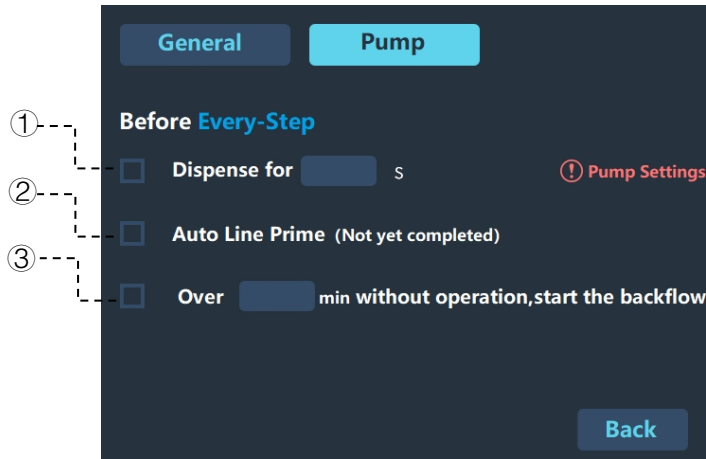 General Pump
Before Every-Step
① Dispense for s ! Pump Settings
② Auto Line Prime (Not yet completed)
③ Over min without operation,start the backflow
Back